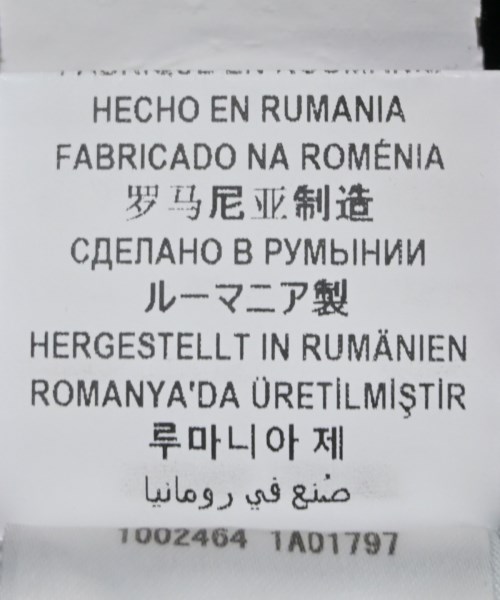 HECHO EN RUMANIA
FABRICADO NA ROMÉNIA
罗马尼亚制造
СДЕЛАНО В РУМЫНИИ
ルーマニア製
HERGESTELLT IN RUMÄNIEN
ROMANYA'DA ÜRETİLMİŞTİR
루마니아 제
صُنع في رومانيا
1002464 1A01797